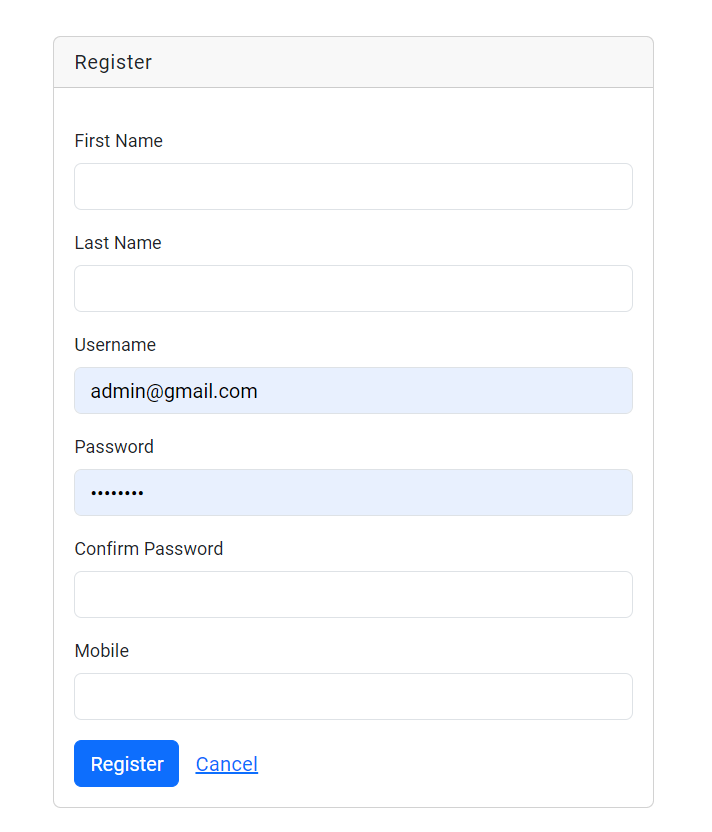 Register
First Name
Last Name
Username
admin@gmail.com
Password
••••••••
Confirm Password
Mobile
Register Cancel